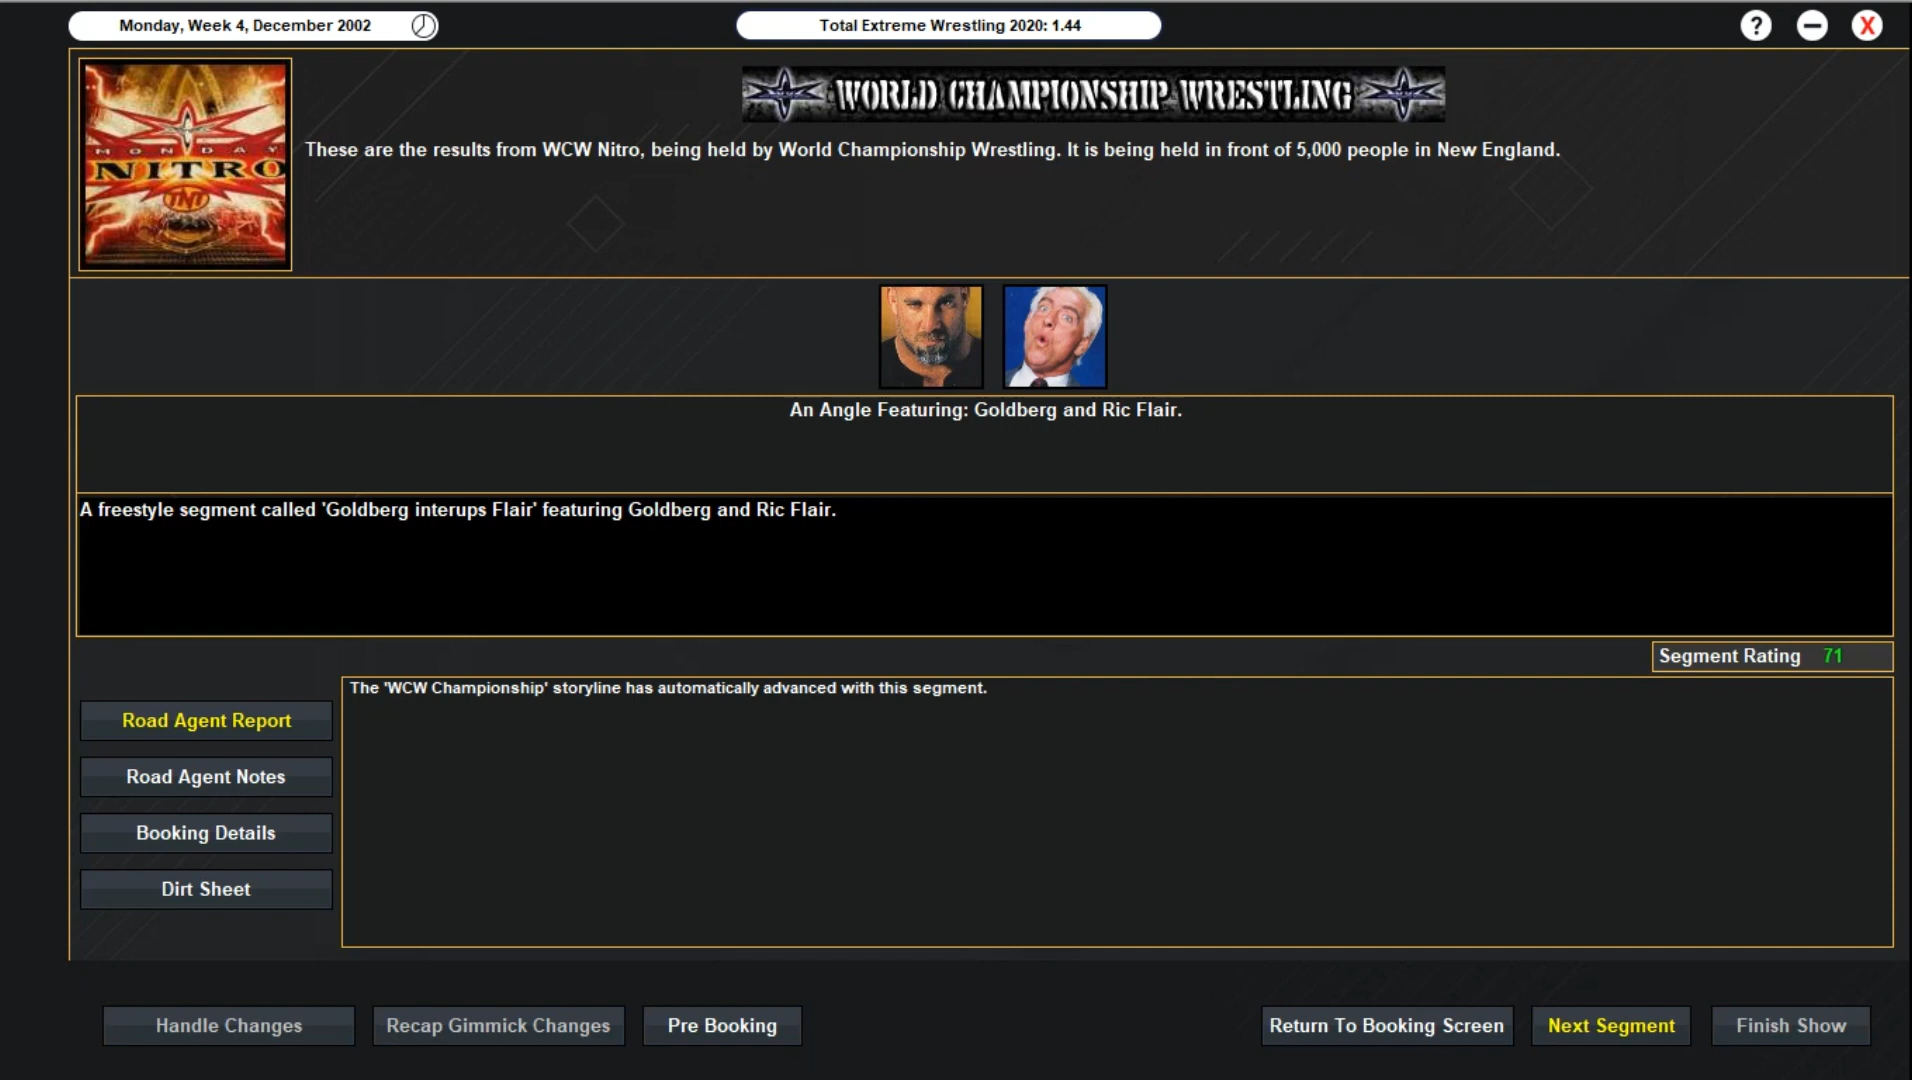 Monday, Week 4, December 2002
Total Extreme Wrestling 2020: 1.44
?
X
WORLD CHAMPIONSHIP WRESTLING
MONDAY
NITRO
TNT
These are the results from WCW Nitro, being held by World Championship Wrestling. It is being held in front of 5,000 people in New England.
An Angle Featuring: Goldberg and Ric Flair.
A freestyle segment called 'Goldberg interups Flair' featuring Goldberg and Ric Flair.
Segment Rating 71
The 'WCW Championship' storyline has automatically advanced with this segment.
Road Agent Report
Road Agent Notes
Booking Details
Dirt Sheet
Handle Changes
Recap Gimmick Changes
Pre Booking
Return To Booking Screen
Next Segment
Finish Show